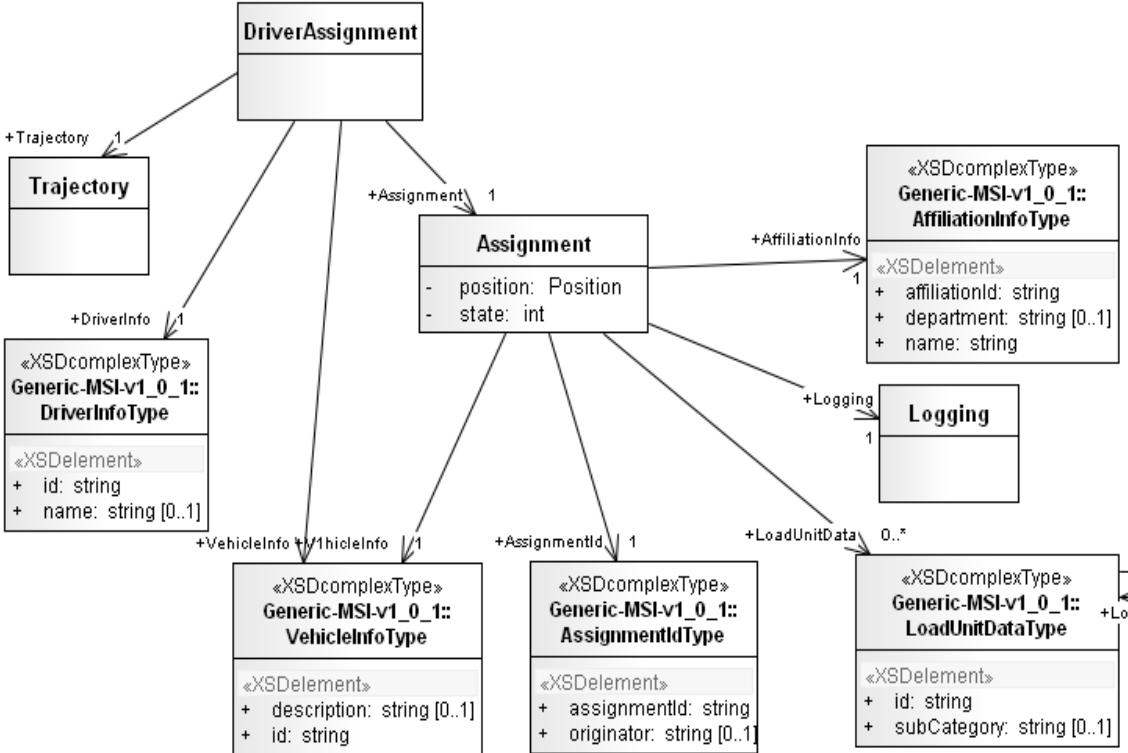 DriverAssignment
+Trajectory 1
Trajectory
+Assignment 1
Assignment
- position: Position
- state: int
+AffiliationInfo
1
«XSDcomplexType»
Generic-MSI-v1_0_1::
AffiliationInfoType
«XSDelement»
+ affiliationId: string
+ department: string [0..1]
+ name: string
+DriverInfo 1
«XSDcomplexType»
Generic-MSI-v1_0_1::
DriverInfoType
«XSDelement»
+ id: string
+ name: string [0..1]
+Logging
1
Logging
+VehicleInfo
1
+AssignmentId 1
+LoadUnitData 0..*
«XSDcomplexType»
Generic-MSI-v1_0_1::
VehicleInfoType
«XSDelement»
+ description: string [0..1]
+ id: string
«XSDcomplexType»
Generic-MSI-v1_0_1::
AssignmentIdType
«XSDelement»
+ assignmentId: string
+ originator: string [0..1]
«XSDcomplexType»
Generic-MSI-v1_0_1::
LoadUnitDataType
«XSDelement»
+ id: string
+ subCategory: string [0..1]
+Lo